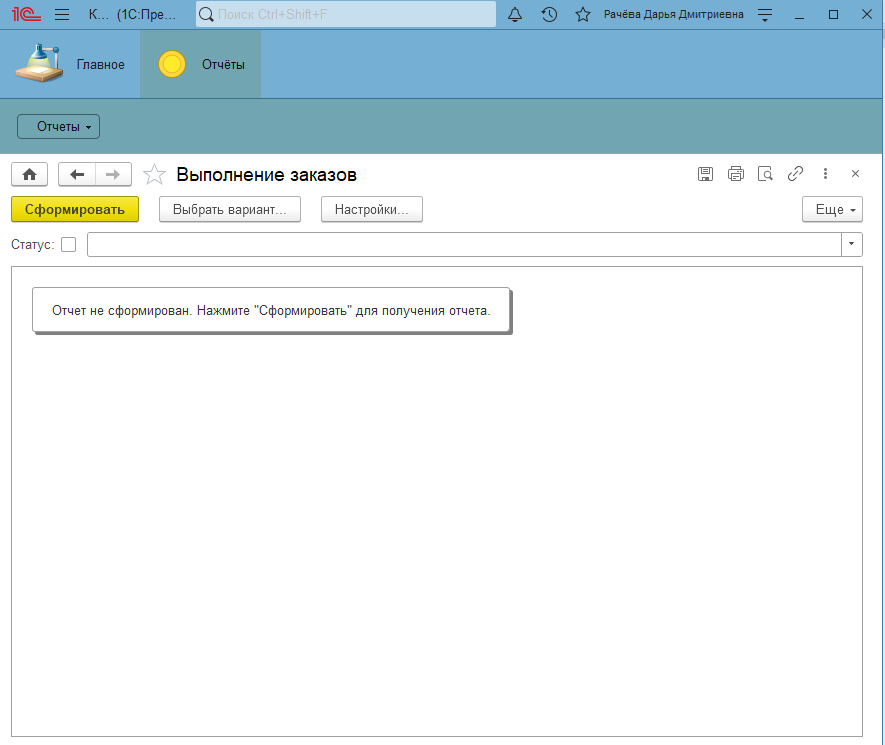 1С К... (1С:Пре... Поиск Ctrl+Shift+F Рачёва Дарья Дмитриевна
Главное Отчёты
Отчеты
Выполнение заказов
Сформировать Выбрать вариант... Настройки... Еще
Статус:
Отчет не сформирован. Нажмите "Сформировать" для получения отчета.